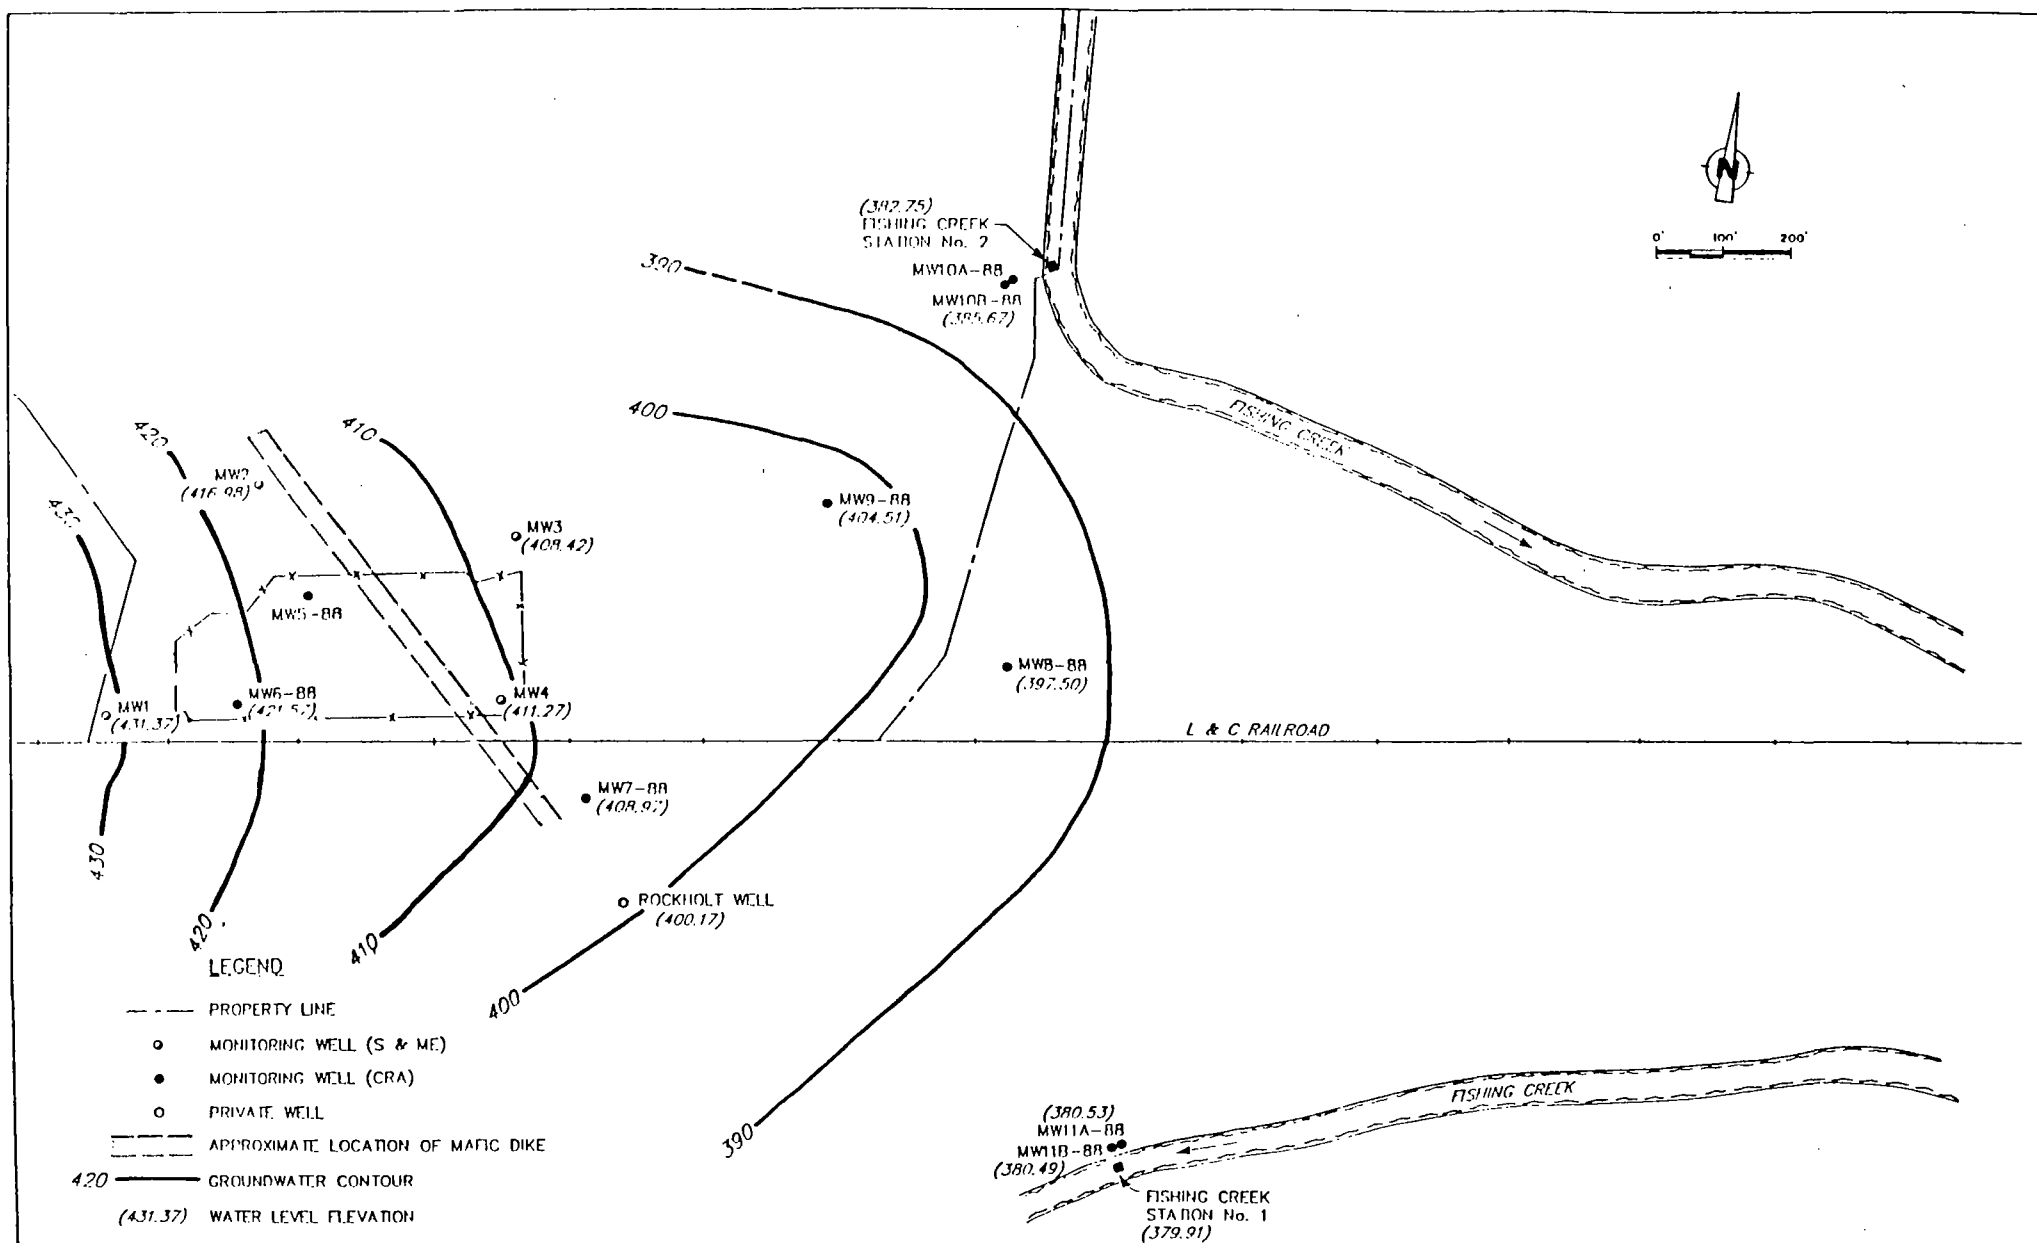 N
0' 100' 200'
(382.75)
FISHING CREEK
STATION No. 2
MW10A-88
MW10B-88
(385.67)
390
FISHING CREEK
400
410
420
MW2
(416.98)
430
MW9-88
(404.51)
MW3
(408.42)
MW5-88
MW8-88
(397.50)
MW6-88
(421.57)
MW4
(411.27)
MW1
(431.37)
L & C RAILROAD
MW7-88
(408.97)
430
ROCKHOLT WELL
(400.17)
420
410
400
390
LEGEND
PROPERTY LINE
MONITORING WELL (S & ME)
MONITORING WELL (CRA)
PRIVATE WELL
APPROXIMATE LOCATION OF MAFIC DIKE
420 GROUNDWATER CONTOUR
(431.37) WATER LEVEL ELEVATION
FISHING CREEK
(380.53)
MW11A-88
MW11B-88
(380.49)
FISHING CREEK
STATION No. 1
(379.91)